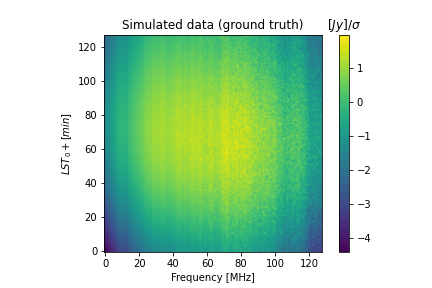 Simulated data (ground truth)
[Jy]/σ
120
100
80
60
40
20
0
LST₀ + [min]
0 20 40 60 80 100 120
Frequency [MHz]
1
0
−1
−2
−3
−4